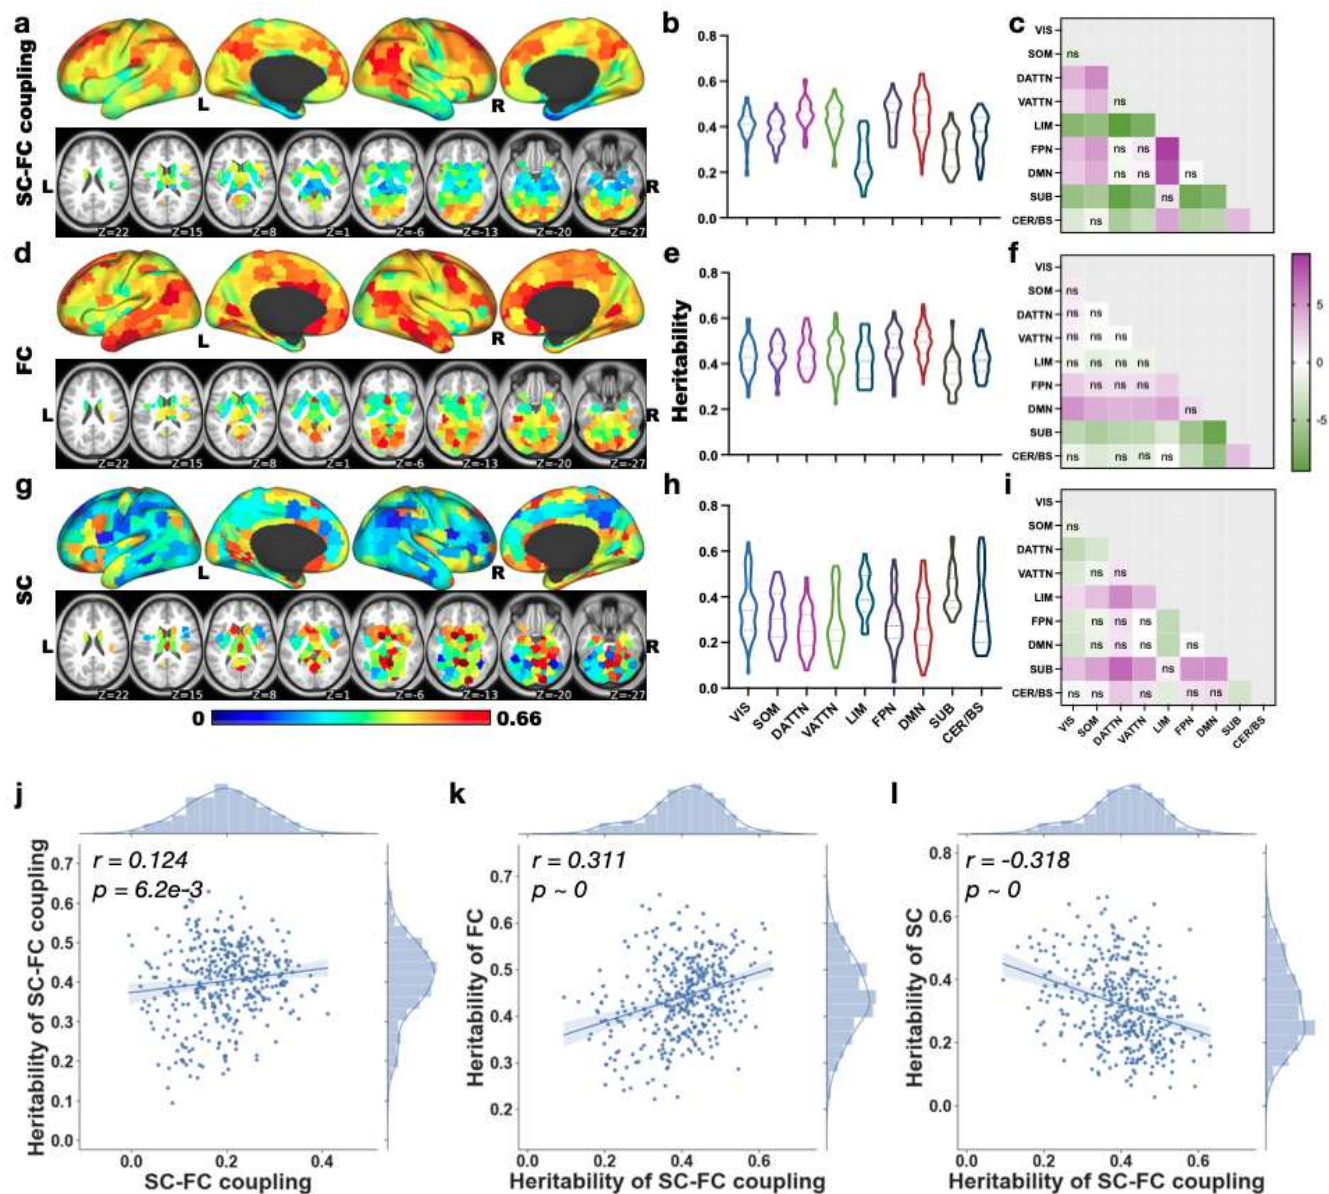 a
b
c
SC-FC coupling
L
R
L
R
Z=22 Z=15 Z=8 Z=1 Z=-6 Z=-13 Z=-20 Z=-27
0.8
0.6
0.4
0.2
0.0
VIS
SOM ns
DATTN
VATTN ns
LIM
FPN ns ns
DMN ns ns ns
SUB ns
CER/BS ns
d
e
f
FC
L
R
L
R
Z=22 Z=15 Z=8 Z=1 Z=-6 Z=-13 Z=-20 Z=-27
Heritability
0.8
0.6
0.4
0.2
0.0
VIS
SOM ns
DATTN ns ns
VATTN ns ns ns
LIM ns ns ns ns
FPN ns ns ns
DMN ns
SUB
CER/BS ns ns ns ns
5
0
-5
g
h
i
SC
L
R
L
R
Z=22 Z=15 Z=8 Z=1 Z=-6 Z=-13 Z=-20 Z=-27
0 0.66
0.8
0.6
0.4
0.2
0.0
VIS SOM DATTN VATTN LIM FPN DMN SUB CER/BS
VIS
SOM ns
DATTN
VATTN ns ns
LIM
FPN ns ns ns
DMN ns ns ns ns
SUB ns
CER/BS ns ns ns ns ns
VIS SOM DATTN VATTN LIM FPN DMN SUB CER/BS
j
r = 0.124
p = 6.2e-3
Heritability of SC-FC coupling
0.7
0.6
0.5
0.4
0.3
0.2
0.1
0.0
0.0 0.2 0.4
SC-FC coupling
k
r = 0.311
p ~ 0
Heritability of FC
0.7
0.6
0.5
0.4
0.3
0.2
0.0 0.2 0.4 0.6
Heritability of SC-FC coupling
l
r = -0.318
p ~ 0
Heritability of SC
0.8
0.6
0.4
0.2
0.0
0.0 0.2 0.4 0.6
Heritability of SC-FC coupling